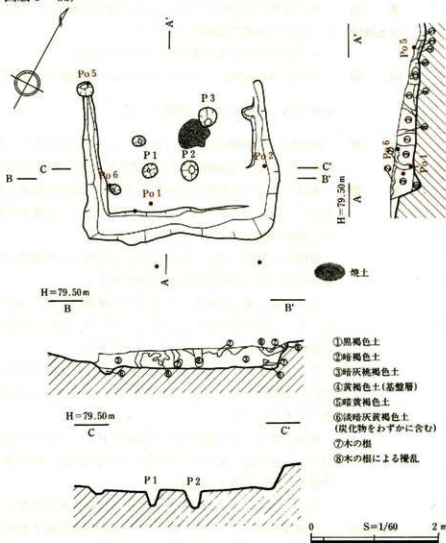 A'
A'
Po5
Po5
P3
P1
P2
Po2
Po6
Po6
Po1
Po1
C
C'
B
B'
H=79.50m
A
A
焼土
H=79.50m
B
B'
①黒褐色土
②暗褐色土
③暗灰桃褐色土
④黄褐色土(基盤層)
⑤暗黄褐色土
⑥淡暗灰黄褐色土
(炭化物をわずかに含む)
⑦木の根
⑧木の根による攪乱
H=79.50m
C
C'
P1
P2
0
S=1/60
2m